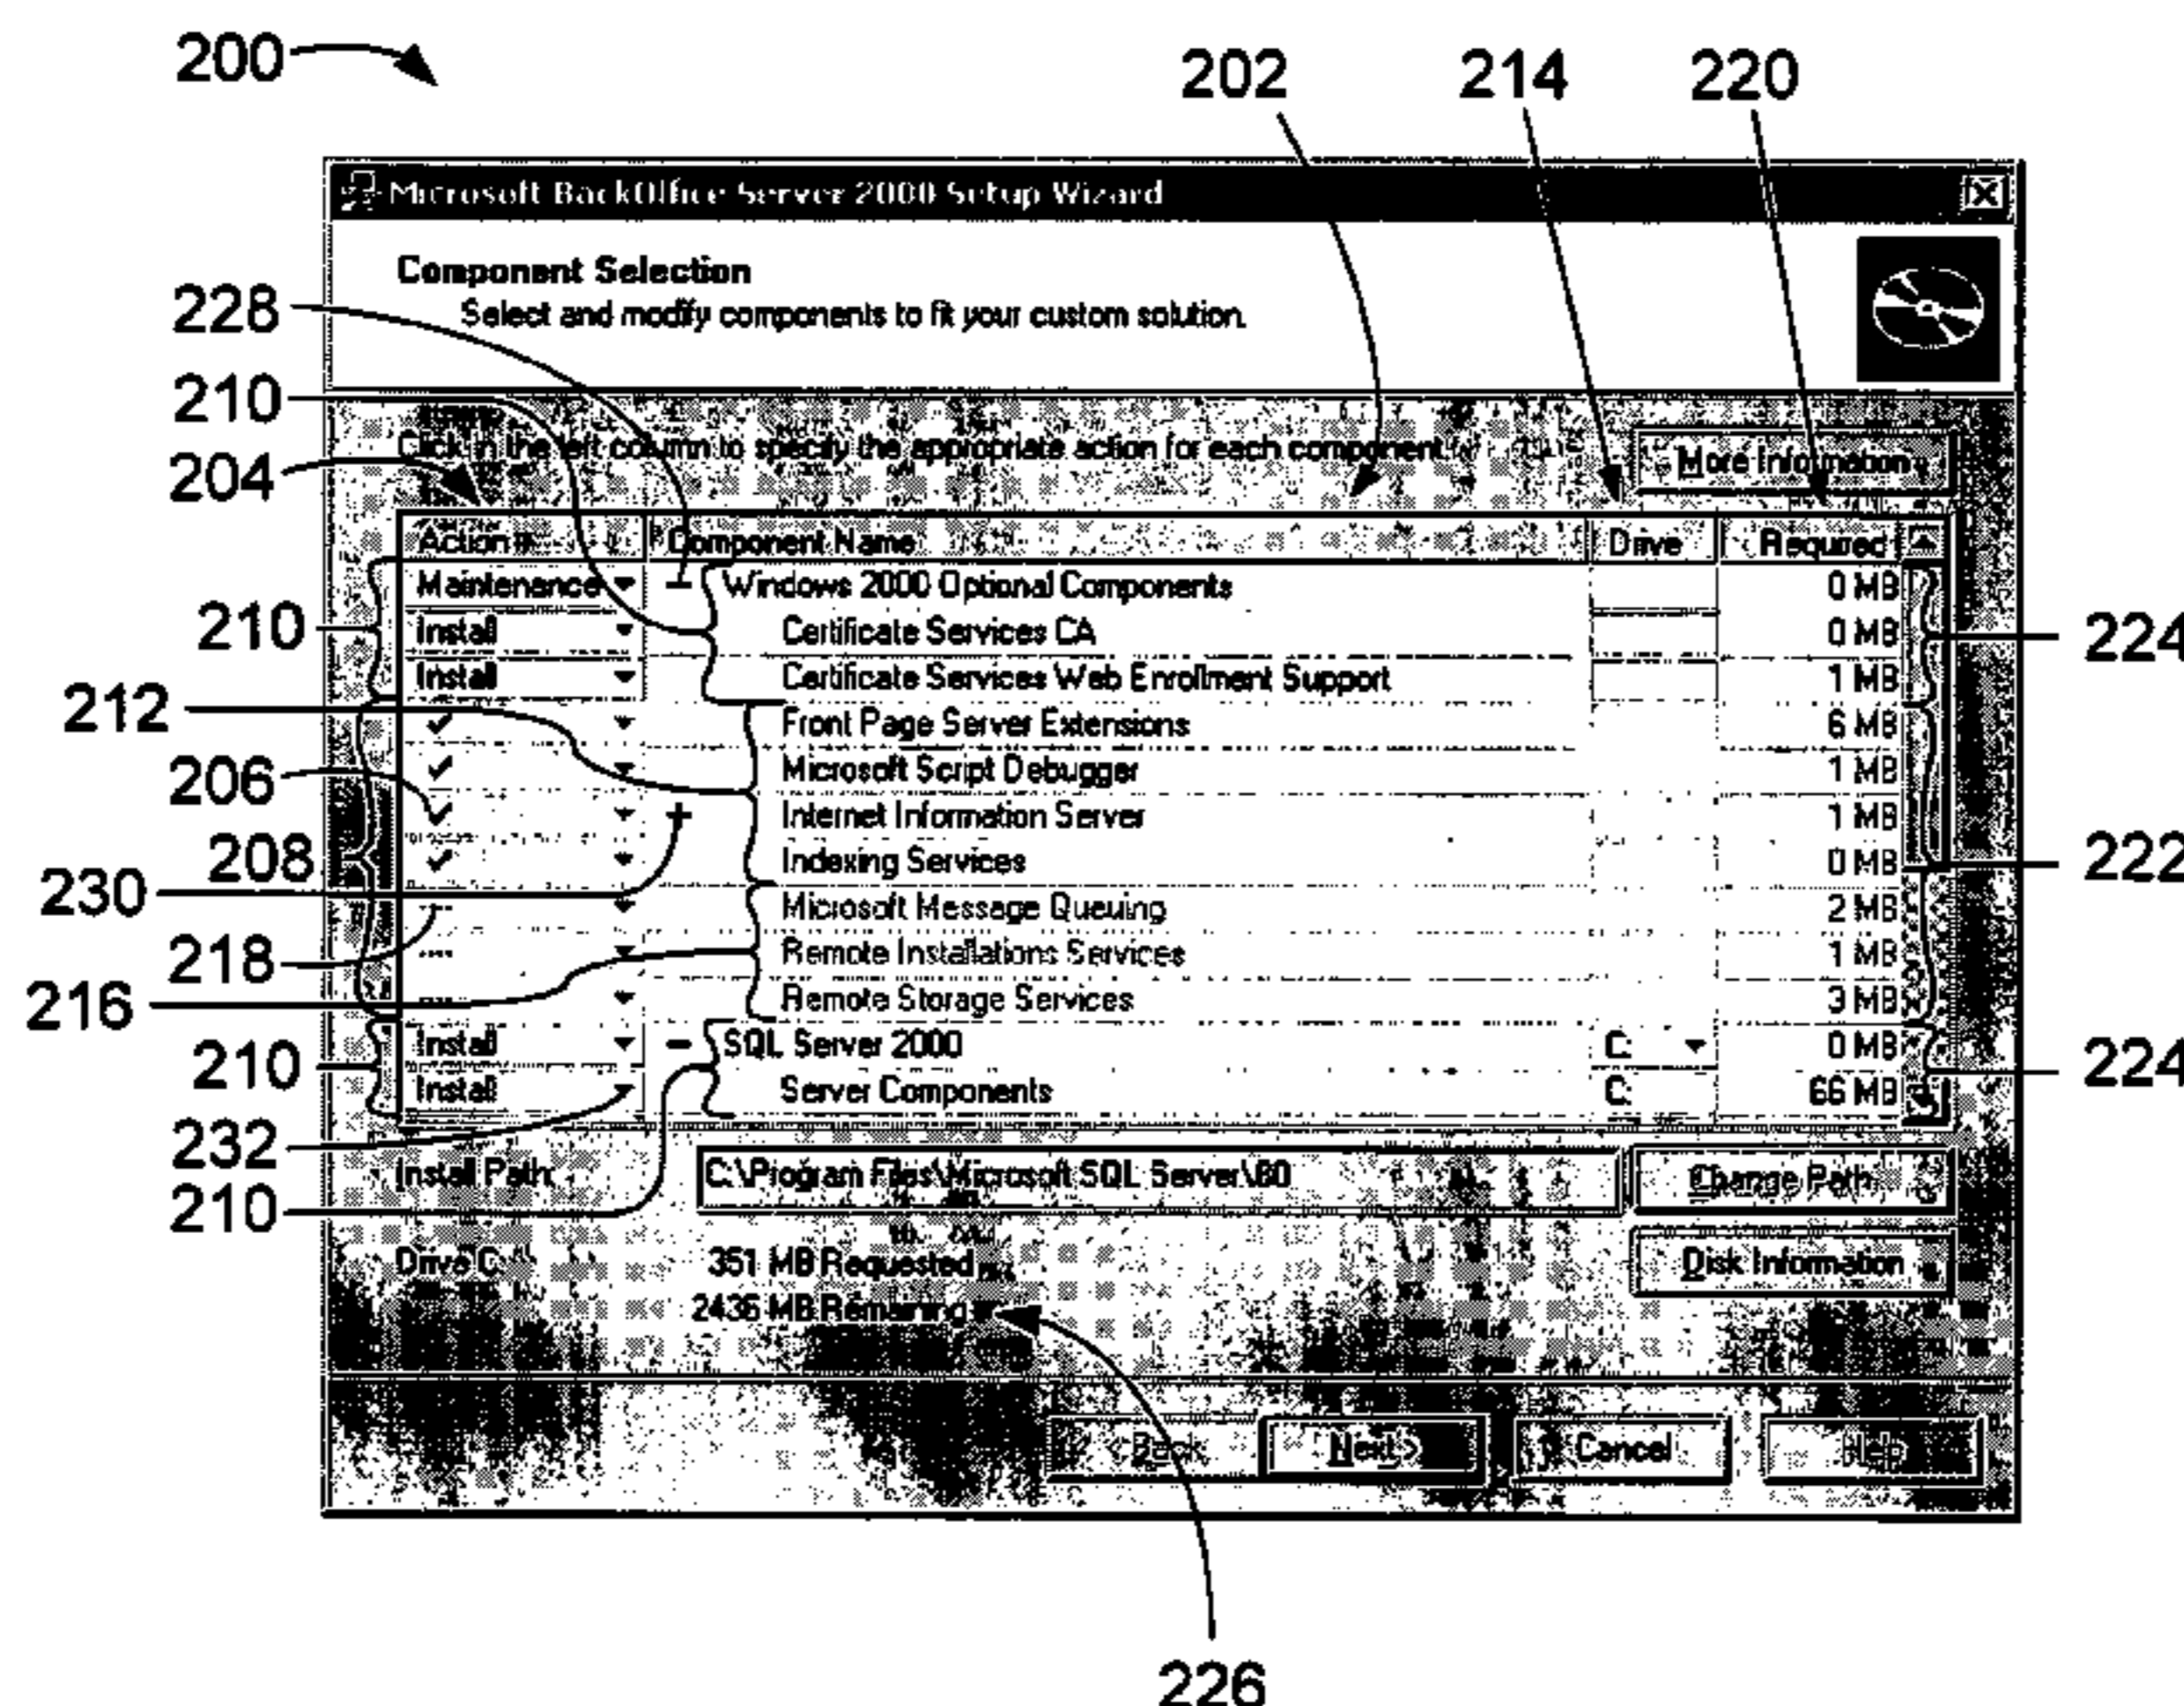 200
202 214 220
Microsoft BackOffice Server 2000 Setup Wizard
Component Selection
228
Select and modify components to fit your custom solution.
210
Click in the left column to specify the appropriate action for each component.
More Information
204
Action Component Name Drive Required
Maintenance Windows 2000 Optional Components 0 MB
210 Install Certificate Services CA 0 MB 224
Install Certificate Services Web Enrollment Support 1 MB
212 Front Page Server Extensions 6 MB
206 Microsoft Script Debugger 1 MB
Internet Information Server 1 MB
208 Indexing Services 0 MB 222
230 Microsoft Message Queuing 2 MB
218 Remote Installations Services 1 MB
216 Remote Storage Services 3 MB
210 Install SQL Server 2000 C: 0 MB 224
Install Server Components C: 66 MB
232
Install Path: C:\Program Files\Microsoft SQL Server\80 Change Path
210
Drive C: 351 MB Requested Disk Information
2436 MB Remaining
< Back Next > Cancel Help
226